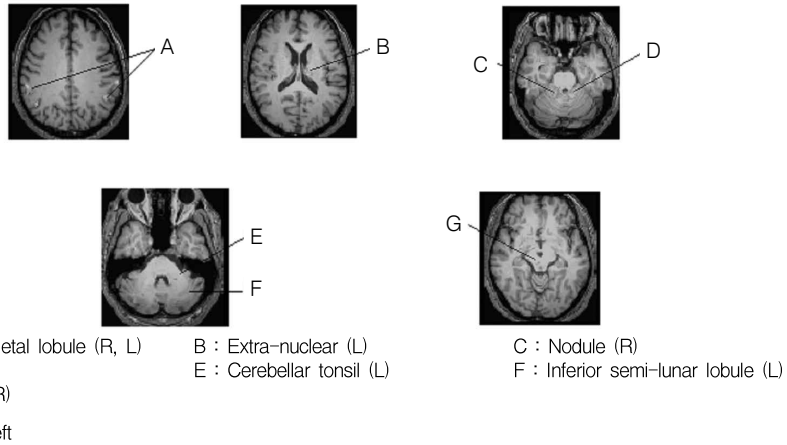 A
B
C
D
E
F
G
etal lobule (R, L) B : Extra-nuclear (L) C : Nodule (R)
E : Cerebellar tonsil (L) F : Inferior semi-lunar lobule (L)
R)
eft